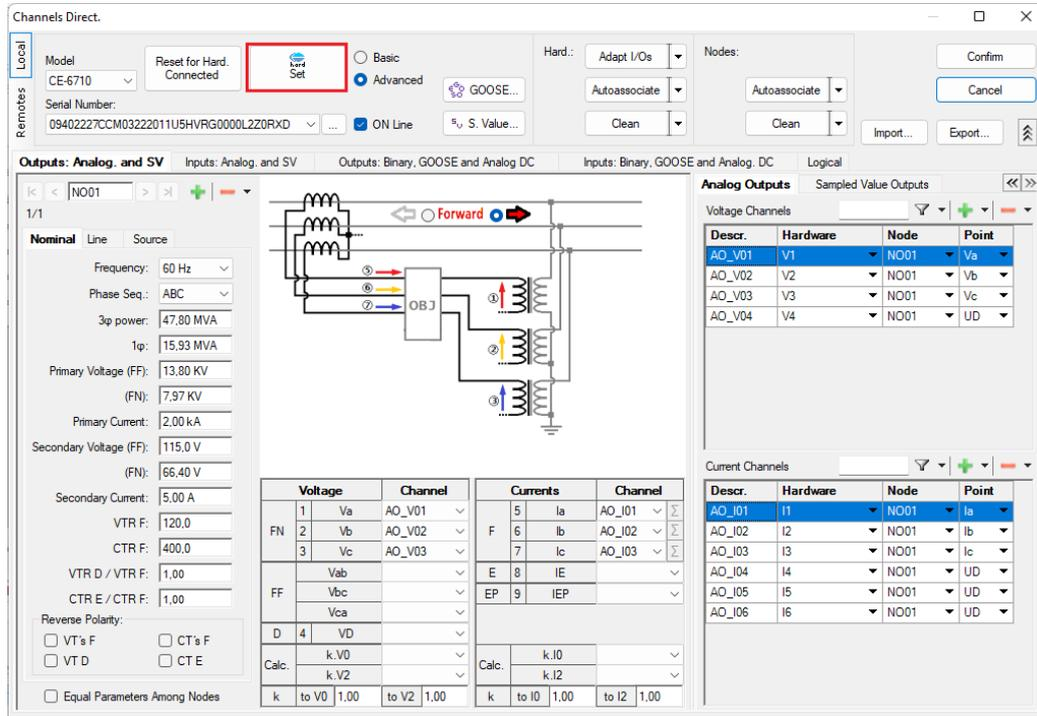 Channels Direct.
Local
Remotes
Model
CE-6710
Reset for Hard. Connected
hard
Set
Basic
Advanced
Serial Number:
09402227CCM03222011U5HVRG0000L2Z0RXD
...
ON Line
GOOSE...
S. Value...
Hard.:
Adapt I/Os
Autoassociate
Clean
Nodes:
Autoassociate
Clean
Confirm
Cancel
Import...
Export...
Outputs: Analog. and SV
Inputs: Analog. and SV
Outputs: Binary, GOOSE and Analog DC
Inputs: Binary, GOOSE and Analog. DC
Logical
NO01
1/1
Nominal Line Source
Frequency: 60 Hz
Phase Seq.: ABC
3φ power: 47,80 MVA
1φ: 15,93 MVA
Primary Voltage (FF): 13,80 KV
(FN): 7,97 KV
Primary Current: 2,00 kA
Secondary Voltage (FF): 115,0 V
(FN): 66,40 V
Secondary Current: 5,00 A
VTR F: 120,0
CTR F: 400,0
VTR D / VTR F: 1,00
CTR E / CTR F: 1,00
Reverse Polarity:
VT's F CT's F
VT D CT E
Equal Parameters Among Nodes
Forward
⑤
⑥
⑦
OBJ
①
②
③
Voltage Channel
FN
1 Va AO_V01
2 Vb AO_V02
3 Vc AO_V03
FF
Vab
Vbc
Vca
D 4 VD
Calc.
k.V0
k.V2
k to V0 1,00 to V2 1,00
Currents Channel
F
5 Ia AO_I01 Σ
6 Ib AO_I02 Σ
7 Ic AO_I03 Σ
E 8 IE
EP 9 IEP
Calc.
k.I0
k.I2
k to I0 1,00 to I2 1,00
Analog Outputs Sampled Value Outputs
Voltage Channels
Descr. Hardware Node Point
AO_V01 V1 NO01 Va
AO_V02 V2 NO01 Vb
AO_V03 V3 NO01 Vc
AO_V04 V4 NO01 UD
Current Channels
Descr. Hardware Node Point
AO_I01 I1 NO01 Ia
AO_I02 I2 NO01 Ib
AO_I03 I3 NO01 Ic
AO_I04 I4 NO01 UD
AO_I05 I5 NO01 UD
AO_I06 I6 NO01 UD